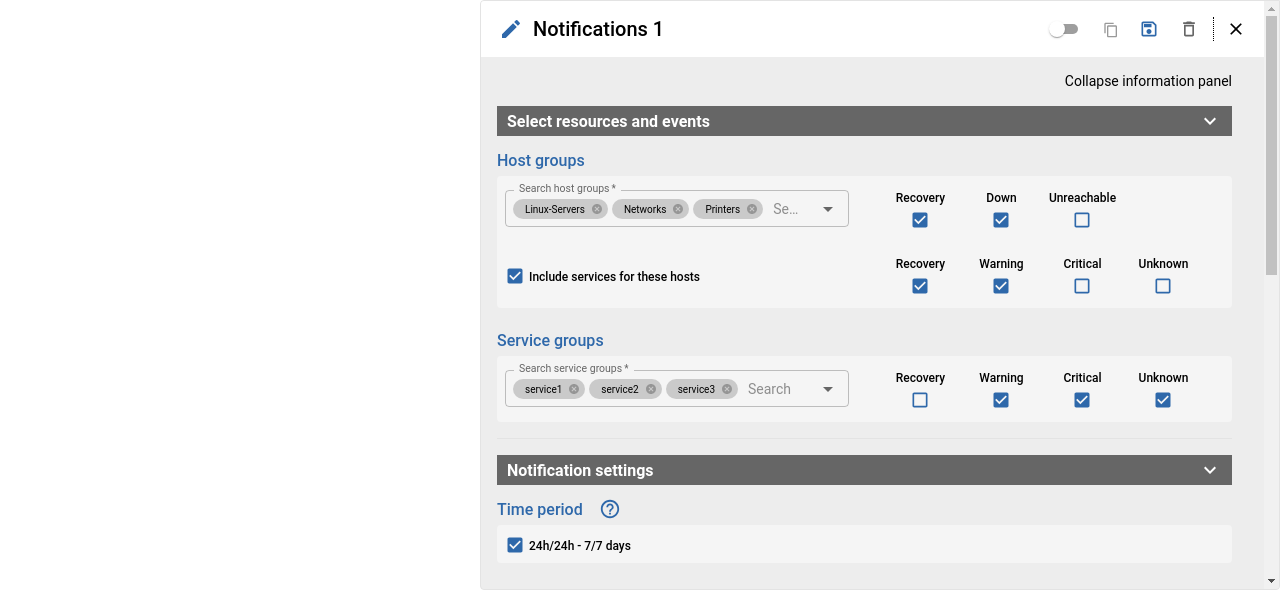 Notifications 1
Collapse information panel
Select resources and events
Host groups
Search host groups *
Linux-Servers Networks Printers Se...
Recovery Down Unreachable
Include services for these hosts
Recovery Warning Critical Unknown
Service groups
Search service groups *
service1 service2 service3 Search
Recovery Warning Critical Unknown
Notification settings
Time period ?
24h/24h - 7/7 days